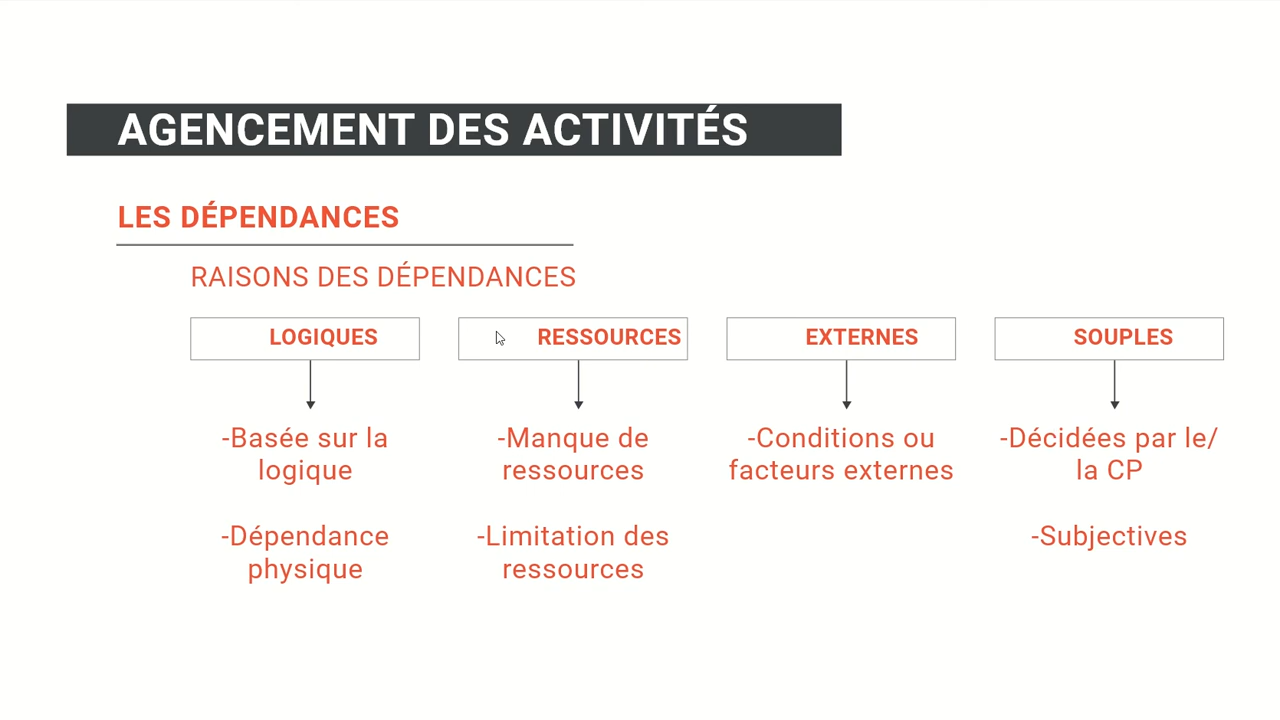 AGENCEMENT DES ACTIVITÉS
LES DÉPENDANCES
RAISONS DES DÉPENDANCES
LOGIQUES
-Basée sur la
logique
-Dépendance
physique
RESSOURCES
-Manque de
ressources
-Limitation des
ressources
EXTERNES
-Conditions ou
facteurs externes
SOUPLES
-Décidées par le/
la CP
-Subjectives